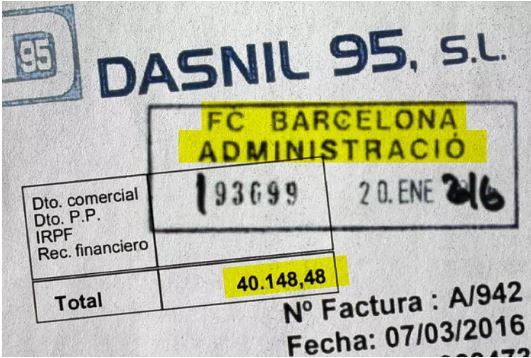 95
DASNIL 95, S.L.
FC BARCELONA
ADMINISTRACIÓ
193699 20. ENE 2016
Dto. comercial
Dto. P.P.
IRPF
Rec. financiero
Total 40.148,48
Nº Factura : A/942
Fecha: 07/03/2016